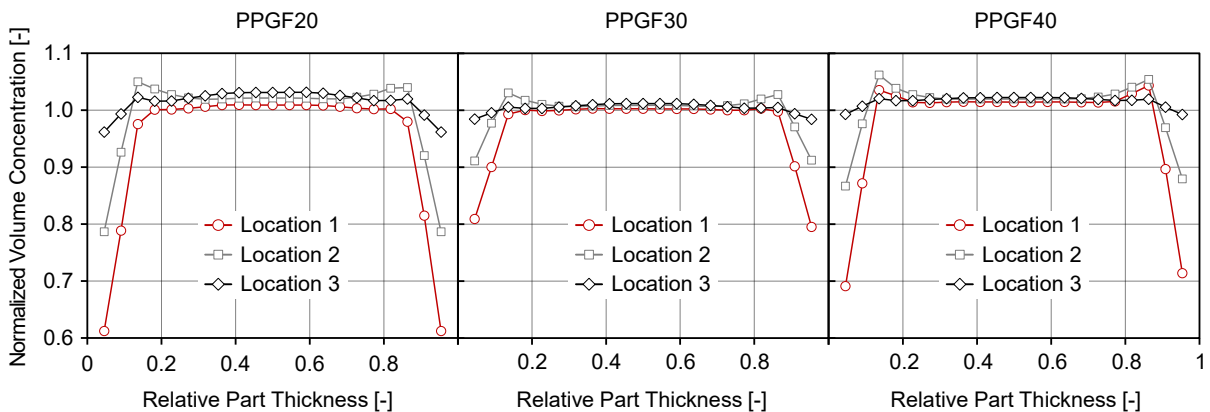 PPGF20 PPGF30 PPGF40
Normalized Volume Concentration [-]
1.1
1.0
0.9
0.8
0.7
0.6
Location 1 Location 1 Location 1
Location 2 Location 2 Location 2
Location 3 Location 3 Location 3
0 0.2 0.4 0.6 0.8 0.2 0.4 0.6 0.8 0.2 0.4 0.6 0.8 1
Relative Part Thickness [-] Relative Part Thickness [-] Relative Part Thickness [-]